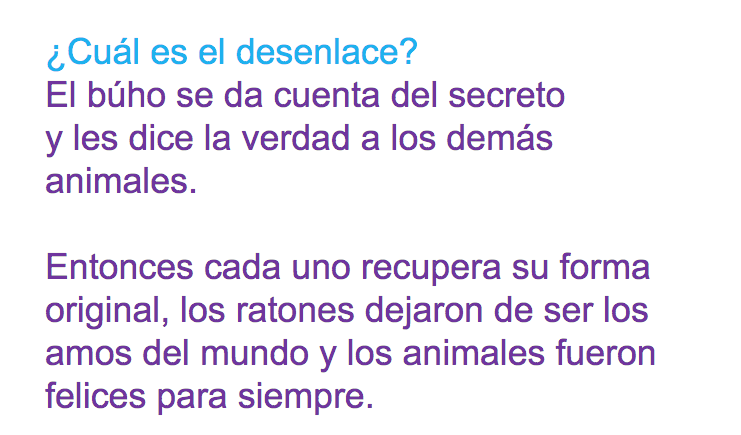 ¿Cuál es el desenlace?
El búho se da cuenta del secreto
y les dice la verdad a los demás
animales.
Entonces cada uno recupera su forma
original, los ratones dejaron de ser los
amos del mundo y los animales fueron
felices para siempre.